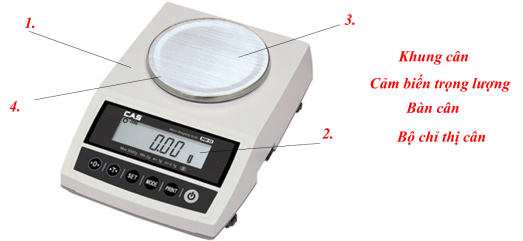 1.
3.
Khung cân
Cảm biến trọng lượng
4.
Bàn cân
CAS
2.
Bộ chỉ thị cân
0.00 g
SET
MODE
PRINT